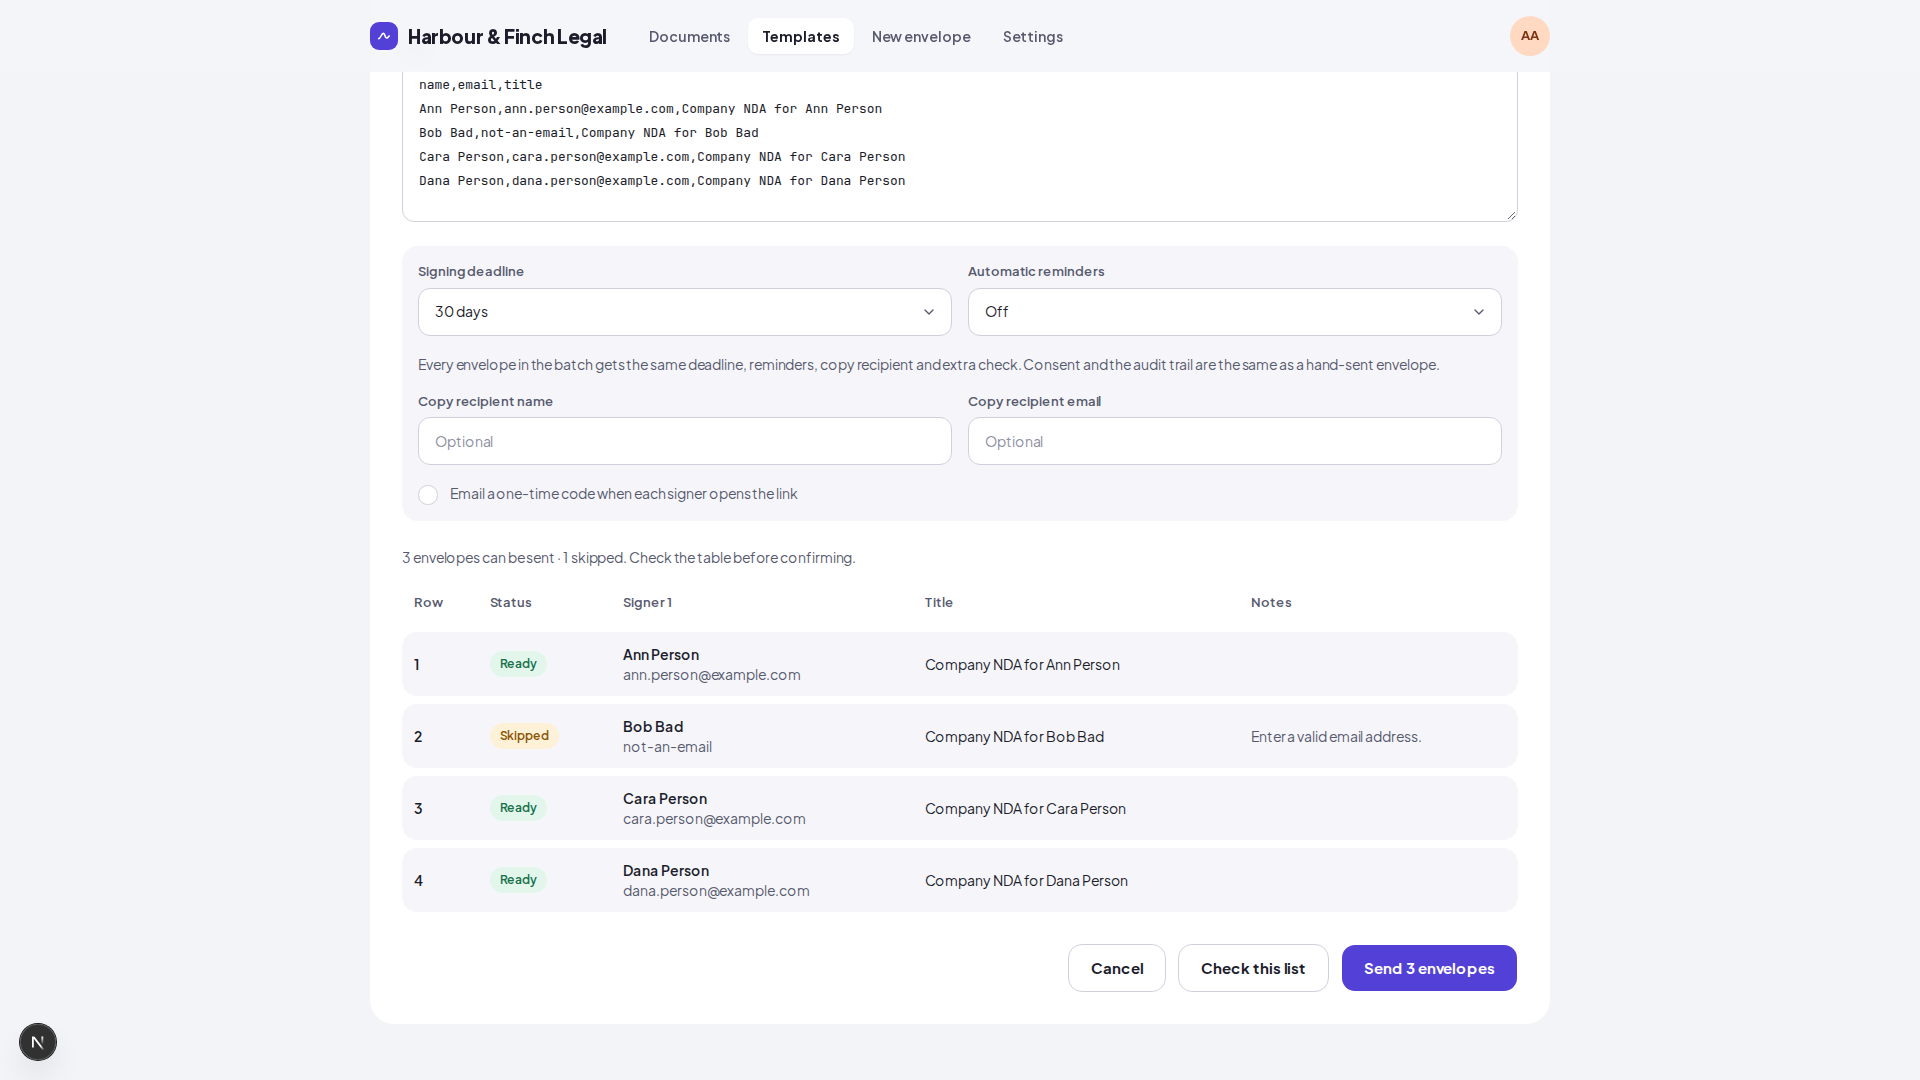 Harbour & Finch Legal
Documents
Templates
New envelope
Settings
AA
name,email,title
Ann Person,ann.person@example.com,Company NDA for Ann Person
Bob Bad,not-an-email,Company NDA for Bob Bad
Cara Person,cara.person@example.com,Company NDA for Cara Person
Dana Person,dana.person@example.com,Company NDA for Dana Person
Signing deadline
Automatic reminders
30 days
Off
Every envelope in the batch gets the same deadline, reminders, copy recipient and extra check. Consent and the audit trail are the same as a hand-sent envelope.
Copy recipient name
Copy recipient email
Optional
Optional
Email a one-time code when each signer opens the link
3 envelopes can be sent · 1 skipped. Check the table before confirming.
Row Status Signer 1 Title Notes
1 Ready Ann Person ann.person@example.com Company NDA for Ann Person
2 Skipped Bob Bad not-an-email Company NDA for Bob Bad Enter a valid email address.
3 Ready Cara Person cara.person@example.com Company NDA for Cara Person
4 Ready Dana Person dana.person@example.com Company NDA for Dana Person
Cancel
Check this list
Send 3 envelopes
N